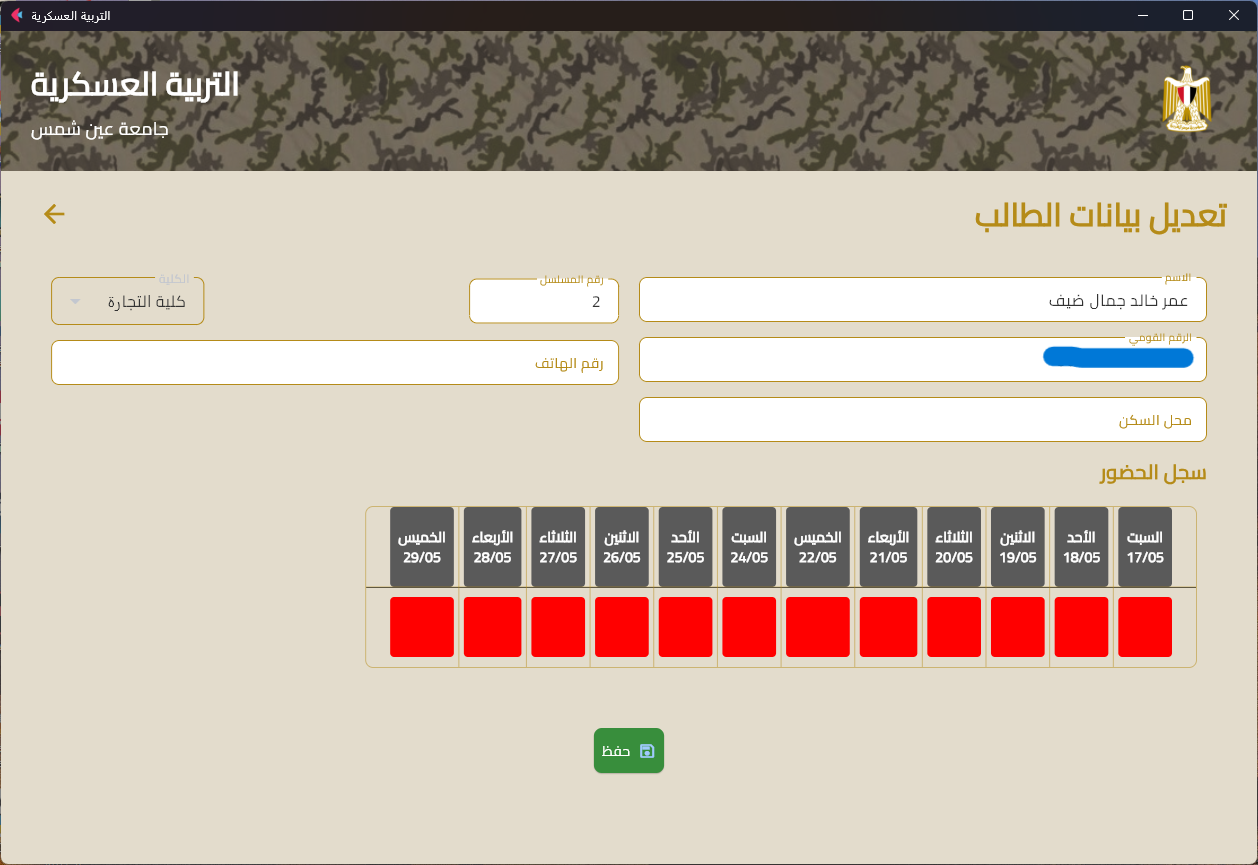 التربية العسكرية
التربية العسكرية
جامعة عين شمس
تعديل بيانات الطالب
الاسم
عمر خالد جمال ضيف
رقم المسلسل
2
الكلية
كلية التجارة
الرقم القومي
رقم الهاتف
محل السكن
سجل الحضور
السبت الأحد الاثنين الثلاثاء الأربعاء الخميس السبت الأحد الاثنين الثلاثاء الأربعاء الخميس
17/05 18/05 19/05 20/05 21/05 22/05 24/05 25/05 26/05 27/05 28/05 29/05
حفظ